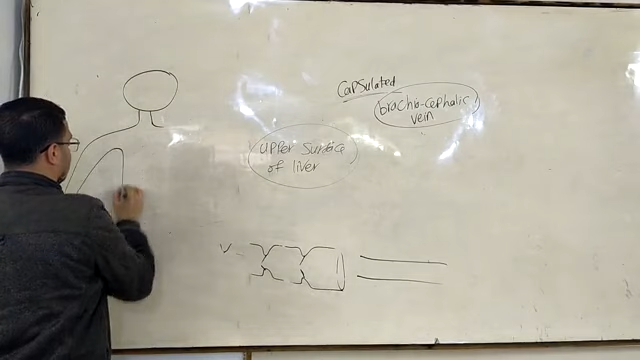 Capsulated
brachio-cephalic
vein
Upper Surface
of liver
V